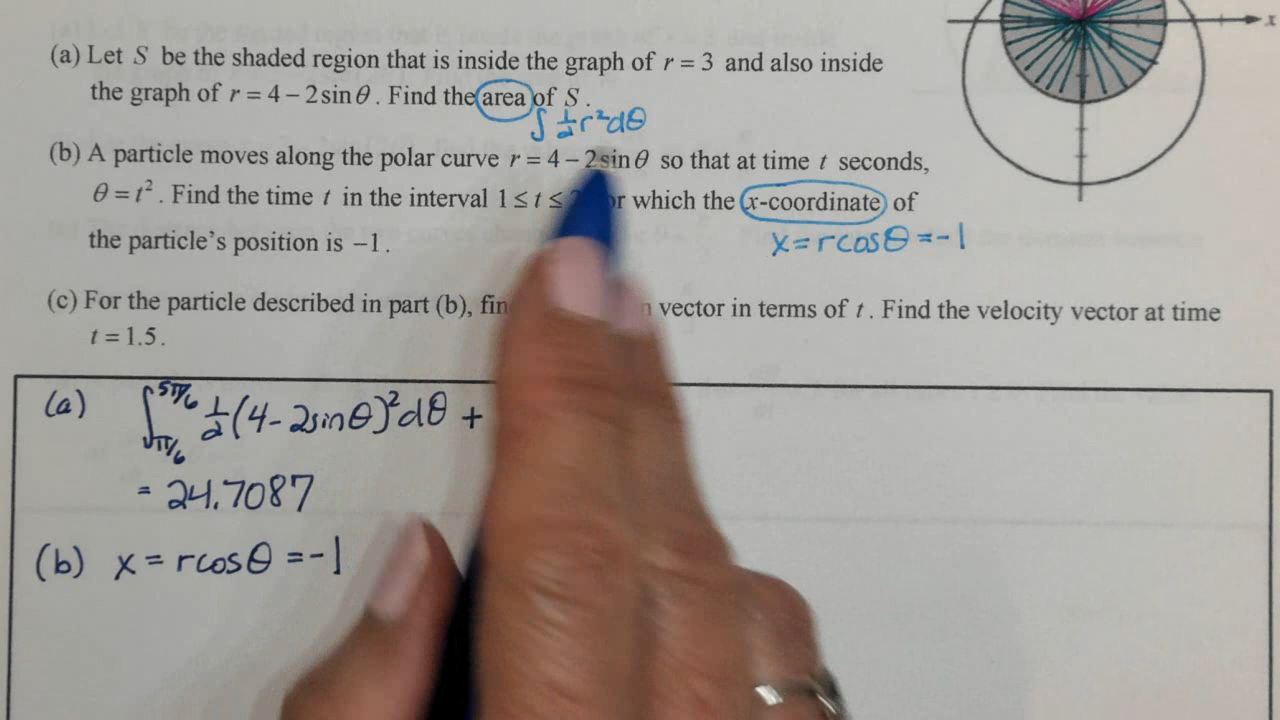 (a) Let S be the shaded region that is inside the graph of r = 3 and also inside
the graph of r = 4 − 2sinθ. Find the area of S.
∫ ½r²dθ
(b) A particle moves along the polar curve r = 4 − 2sinθ so that at time t seconds,
θ = t². Find the time t in the interval 1 ≤ t ≤ which the x-coordinate of
the particle's position is −1.
x = rcosθ = −1
(c) For the particle described in part (b), vector in terms of t. Find the velocity vector at time
t = 1.5.
(a) ∫_{π/6}^{5π/6} ½(4 − 2sinθ)²dθ +
= 24.7087
(b) x = rcosθ = −1
x